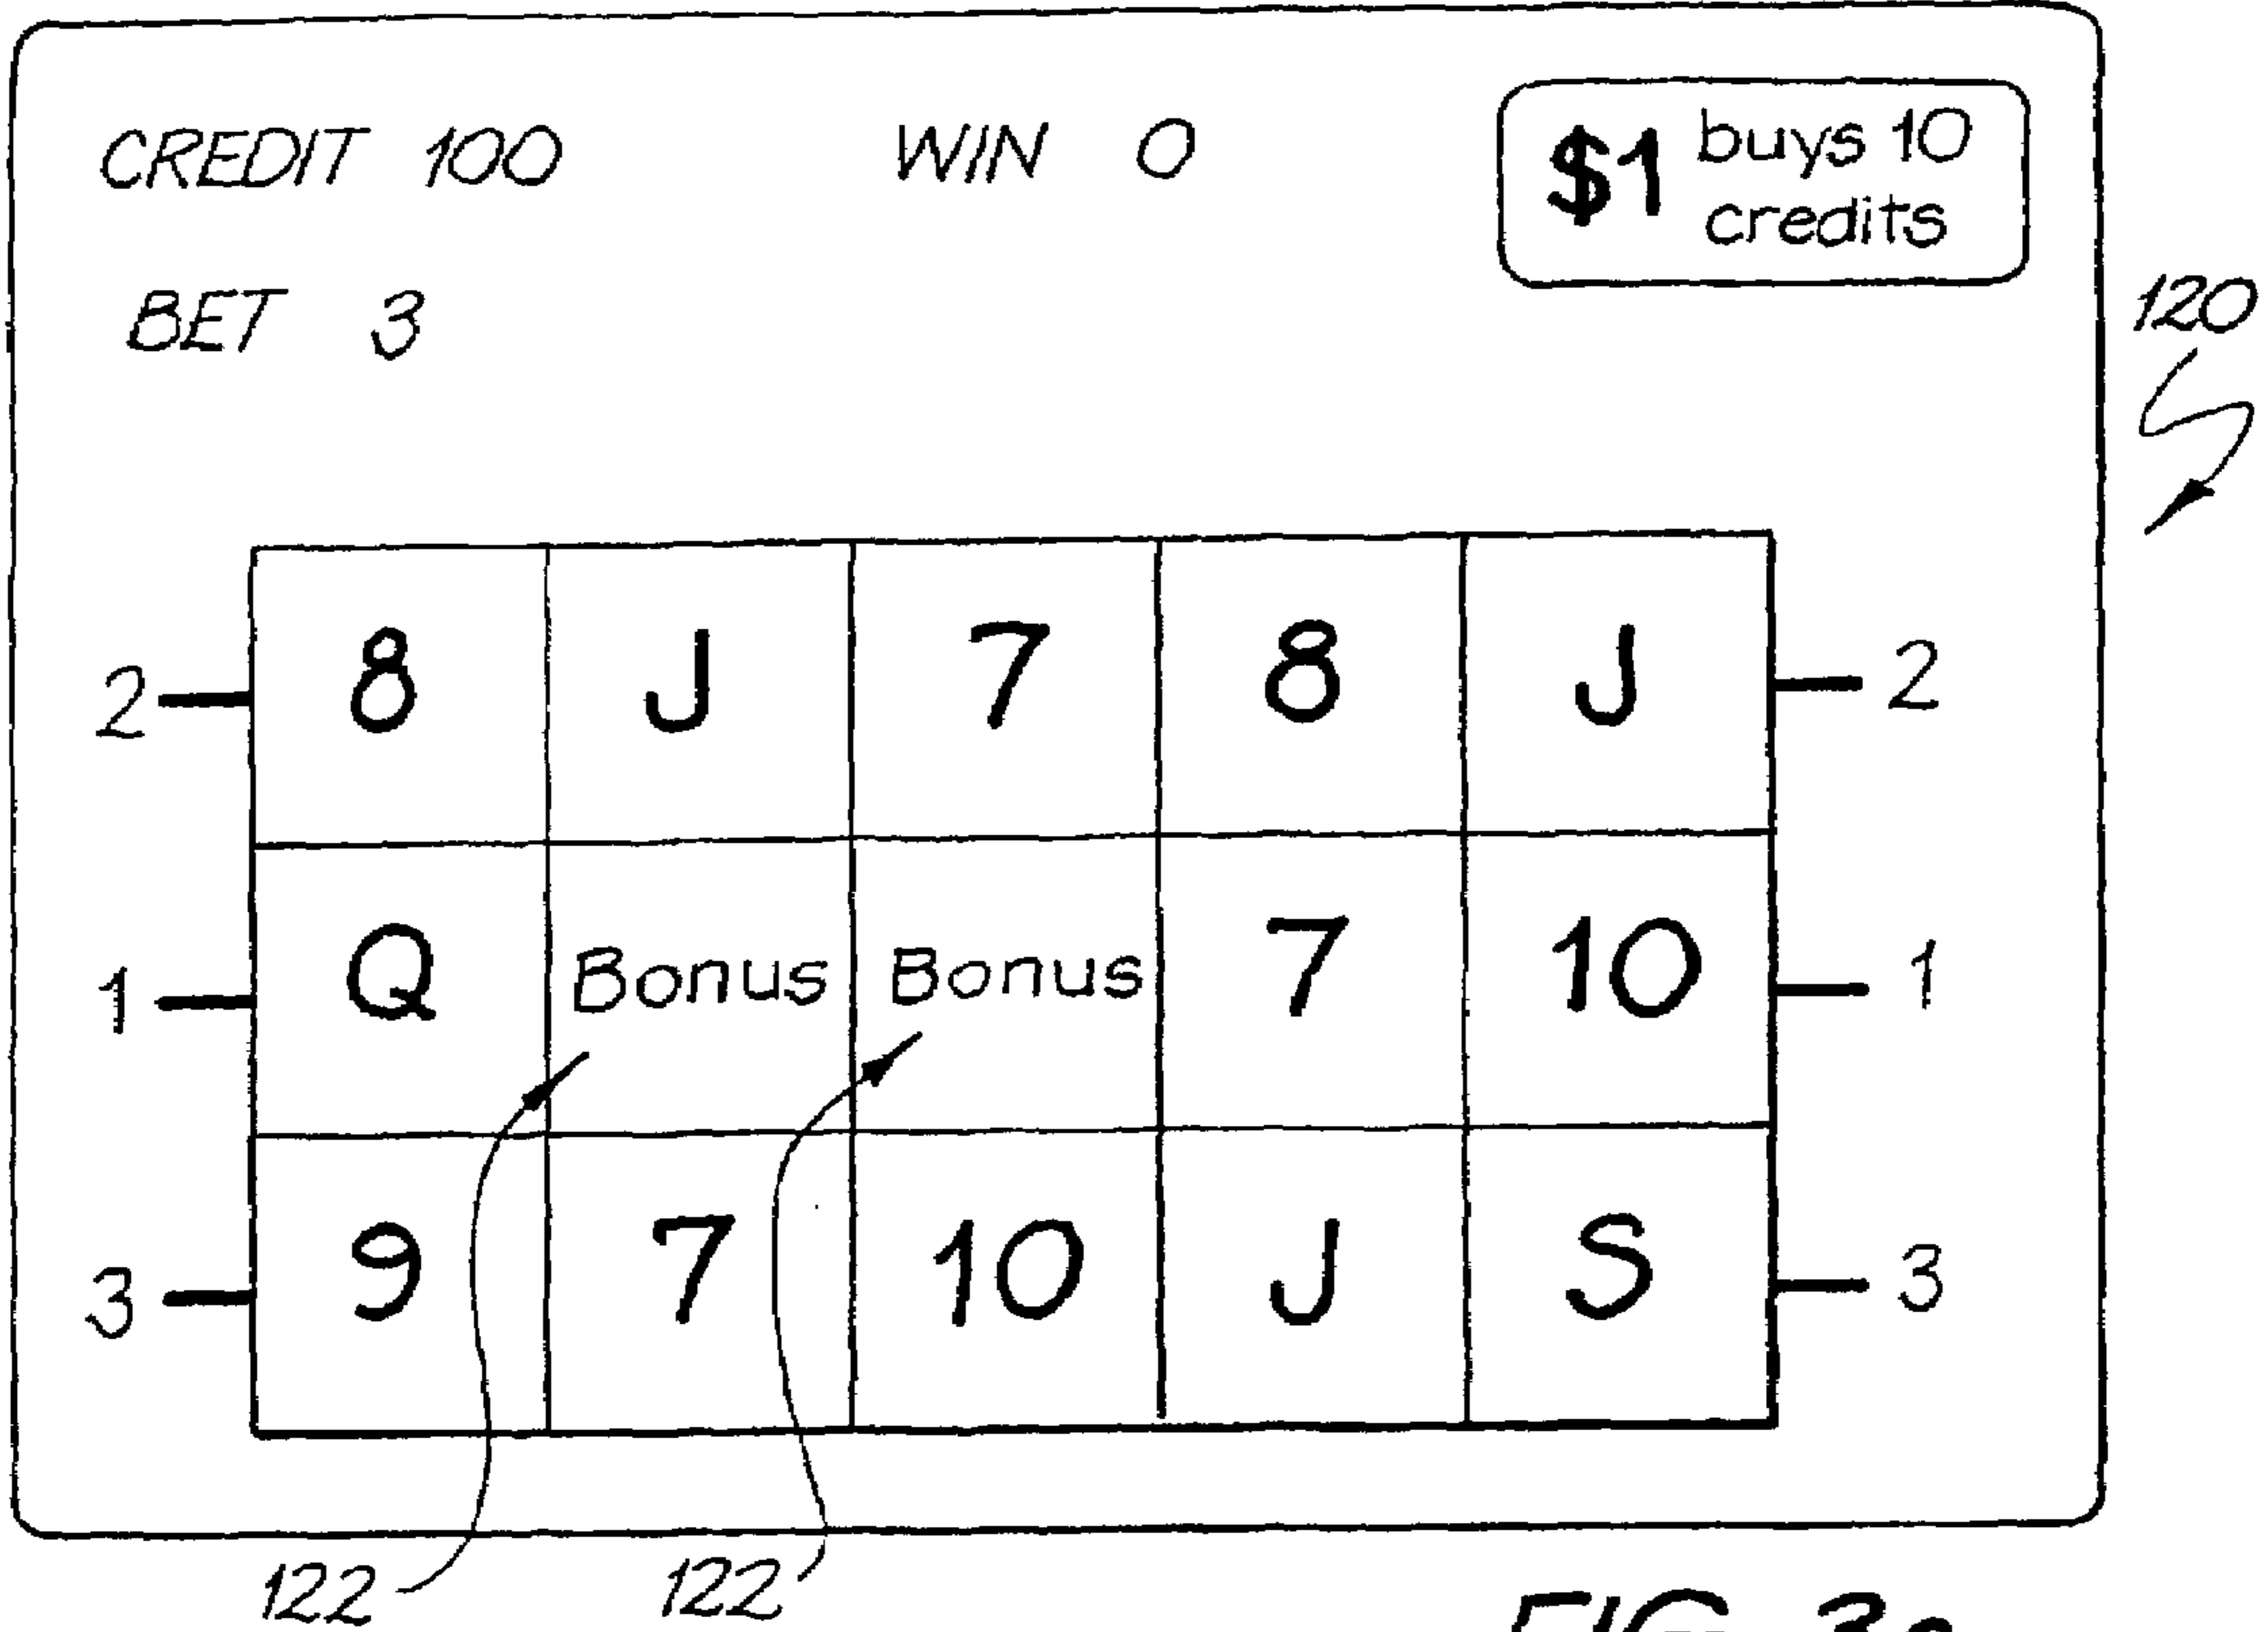 CREDIT 100 WIN 0 $1 buys 10
credits
BET 3
120
2 8 J 7 8 J 2
1 Q Bonus Bonus 7 10 1
3 9 7 10 J S 3
122 122